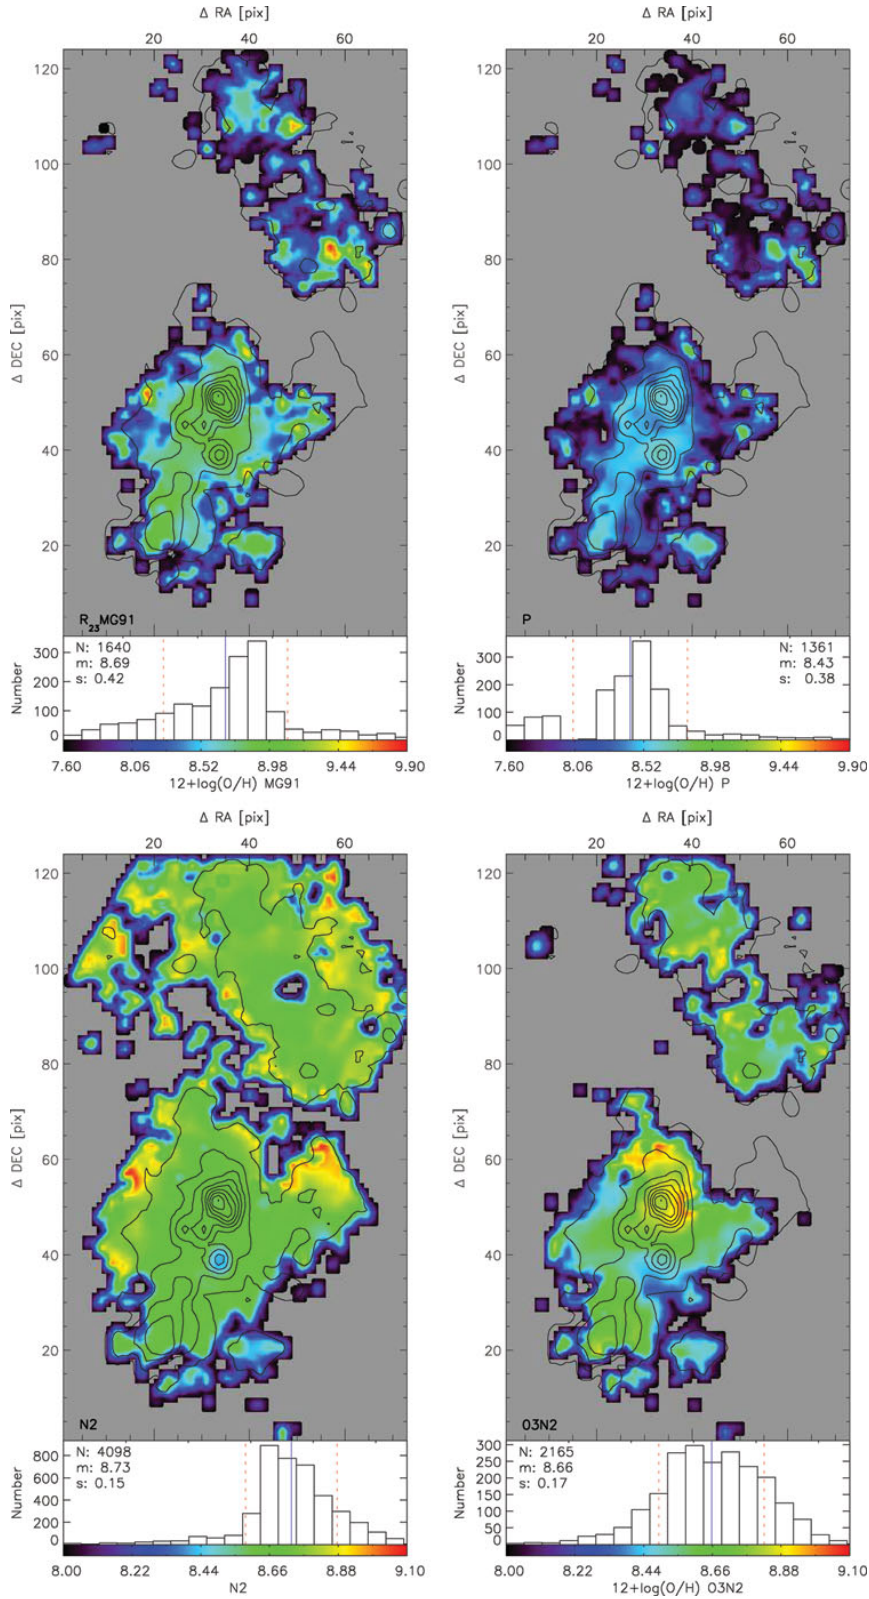 Δ RA [pix]
20 40 60
120
100
80
60
40
20
Δ DEC [pix]
R23MG91
N: 1640
m: 8.69
s: 0.42
Number
300
200
100
0
7.60 8.06 8.52 8.98 9.44 9.90
12+log(O/H) MG91
Δ RA [pix]
20 40 60
120
100
80
60
40
20
Δ DEC [pix]
P
N: 1361
m: 8.43
s: 0.38
Number
300
200
100
0
7.60 8.06 8.52 8.98 9.44 9.90
12+log(O/H) P
Δ RA [pix]
20 40 60
120
100
80
60
40
20
Δ DEC [pix]
N2
N: 4098
m: 8.73
s: 0.15
Number
800
600
400
200
0
8.00 8.22 8.44 8.66 8.88 9.10
N2
Δ RA [pix]
20 40 60
120
100
80
60
40
20
Δ DEC [pix]
O3N2
N: 2165
m: 8.66
s: 0.17
Number
300
250
200
150
100
50
0
8.00 8.22 8.44 8.66 8.88 9.10
12+log(O/H) O3N2